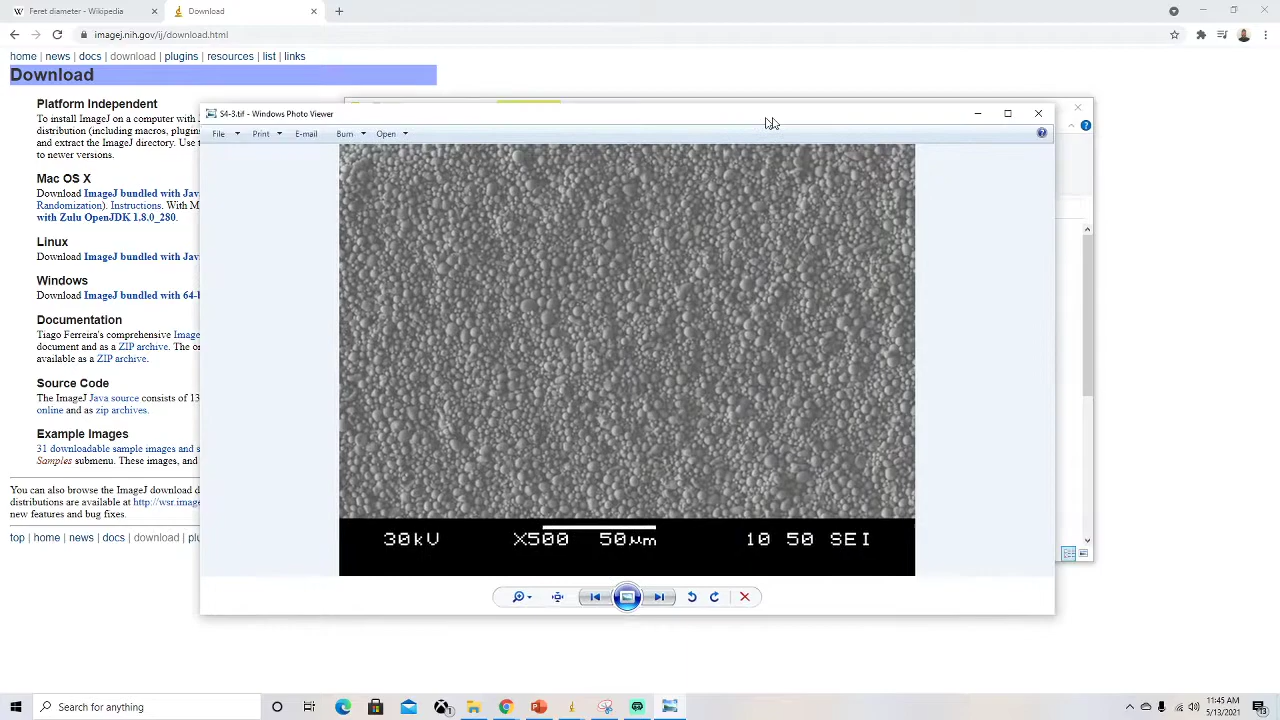 Feret diameter - Wikipedia
Download
imagej.nih.gov/ij/download.html
home | news | docs | download | plugins | resources | list | links
Download
Platform Independent
To install ImageJ on a computer with
distribution (including macros, plugin
and extract the ImageJ directory. Use
to newer versions.
Mac OS X
Download ImageJ bundled with Jav
Randomization). Instructions. With M
with Zulu OpenJDK 1.8.0_280.
Linux
Download ImageJ bundled with Jav
Windows
Download ImageJ bundled with 64-b
Documentation
Tiago Ferreira's comprehensive Image
document and as a ZIP archive. The or
available as a ZIP archive.
Source Code
The ImageJ Java source consists of 13
online and as zip archives.
Example Images
31 downloadable sample images and s
Samples submenu. These images, and
You can also browse the ImageJ download d
distributions are available at http://wsr.image
new features and bug fixes.
top | home | news | docs | download | plu
S4-3.tif - Windows Photo Viewer
File Print E-mail Burn Open
30kV X500 50µm 10 50 SEI
Search for anything
11:45 AM
5/13/2021